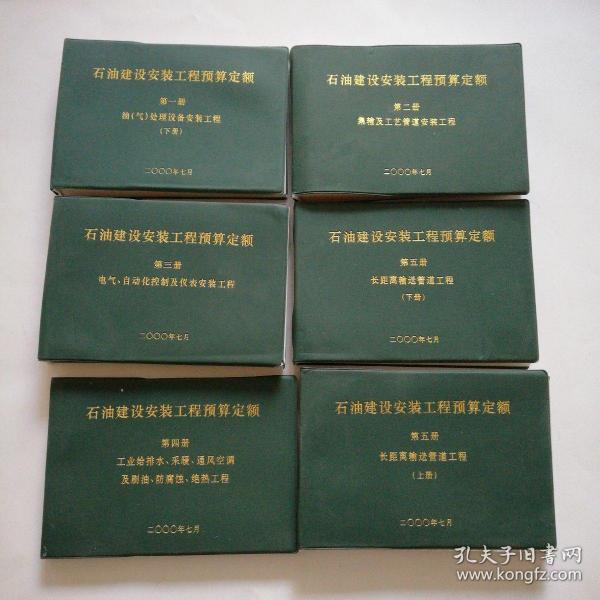 石油建设安装工程预算定额
第一册
油(气)处理设备安装工程
(下册)
二〇〇〇年七月
石油建设安装工程预算定额
第二册
集输及工艺管道安装工程
二〇〇〇年七月
石油建设安装工程预算定额
第三册
电气、自动化控制及仪表安装工程
二〇〇〇年七月
石油建设安装工程预算定额
第五册
长距离输送管道工程
(下册)
二〇〇〇年七月
石油建设安装工程预算定额
第四册
工业给排水、采暖、通风空调
及刷油、防腐蚀、绝热工程
二〇〇〇年七月
石油建设安装工程预算定额
第五册
长距离输送管道工程
(上册)
二〇〇〇年七月
孔夫子旧书网
www.kongfz.com